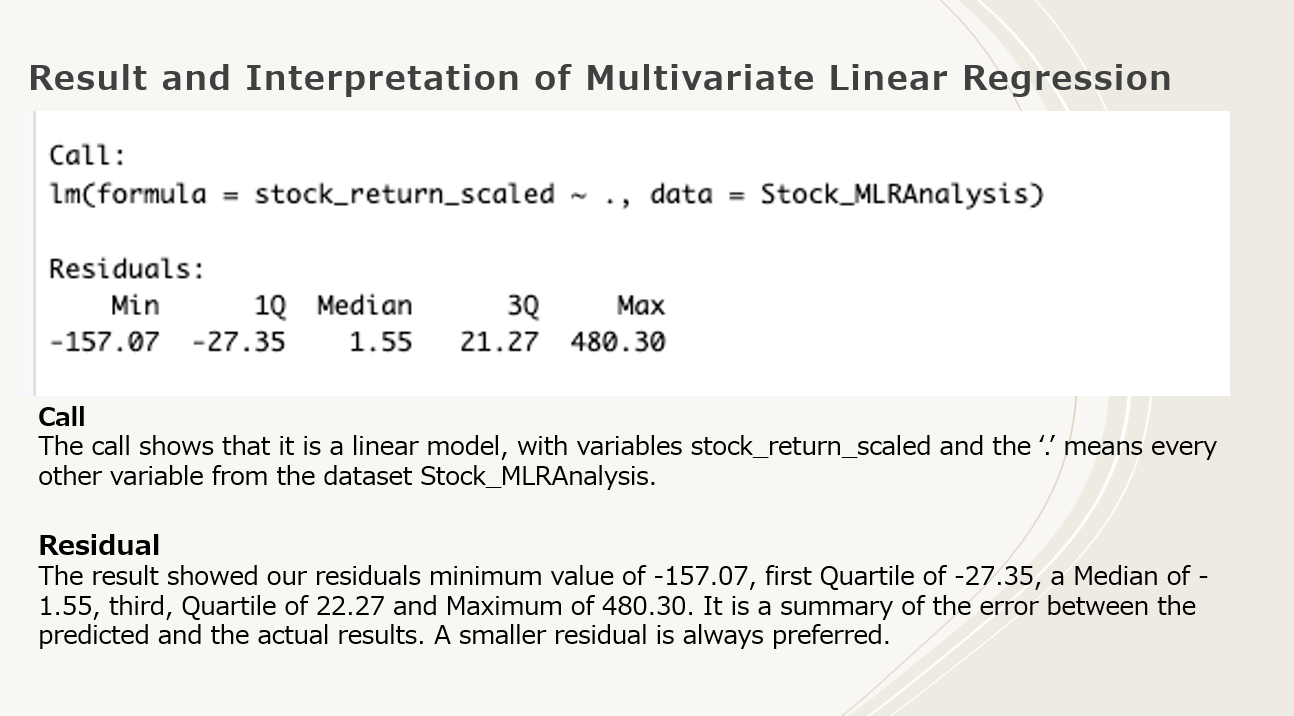 Result and Interpretation of Multivariate Linear Regression
Call:
lm(formula = stock_return_scaled ~ ., data = Stock_MLRAnalysis)
Residuals:
Min 1Q Median 3Q Max
-157.07 -27.35 1.55 21.27 480.30
Call
The call shows that it is a linear model, with variables stock_return_scaled and the ‘.’ means every
other variable from the dataset Stock_MLRAnalysis.
Residual
The result showed our residuals minimum value of -157.07, first Quartile of -27.35, a Median of -
1.55, third, Quartile of 22.27 and Maximum of 480.30. It is a summary of the error between the
predicted and the actual results. A smaller residual is always preferred.